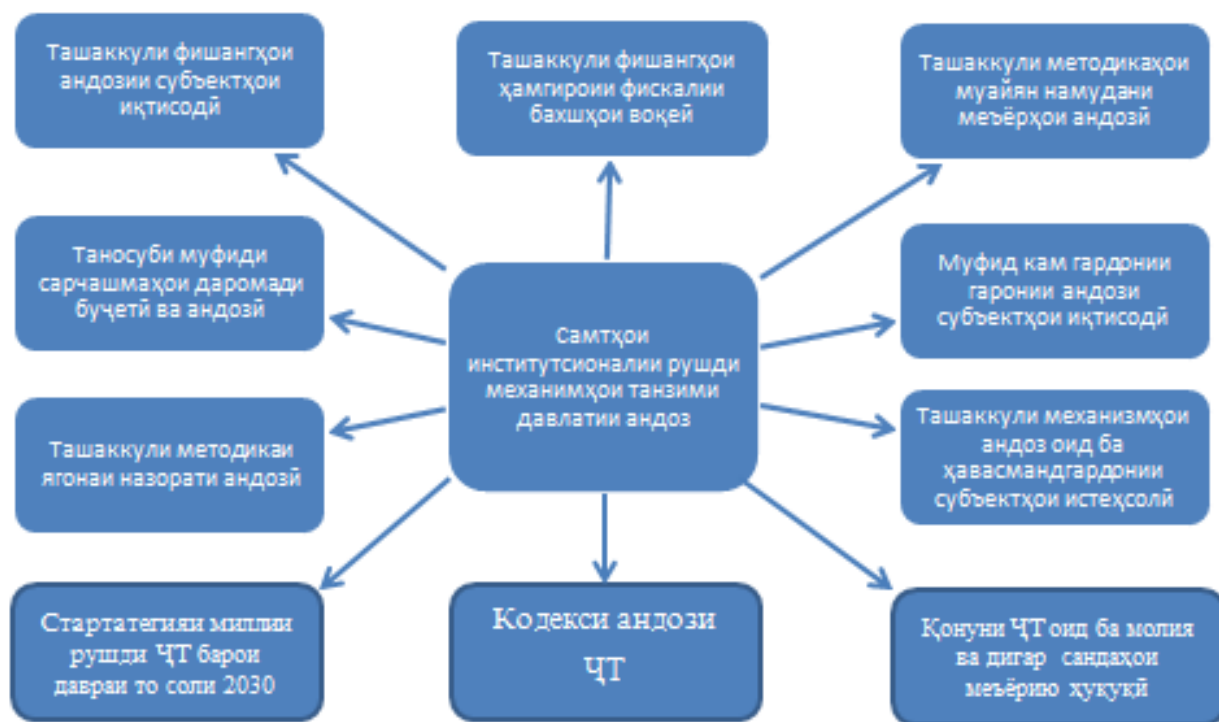 Ташаккули фишангҳои
андозии субъектҳои
иқтисодӣ
Ташаккули фишангҳои
ҳамгироии фискалии
бахшҳои воқеӣ
Ташаккули методикаҳои
муайян намудани
меъёрҳои андозӣ
Таносуби муфиди
сарчашмаҳои даромади
буҷетӣ ва андозӣ
Муфид кам гардонии
гаронии андози
субъектҳои иқтисодӣ
Самтҳои
институтсионалии рушди
механимҳои танзими
давлатии андоз
Ташаккули методикаи
ягонаи назорати андозӣ
Ташаккули механизмҳои
андоз оид ба
ҳавасмандгардонии
субъектҳои истеҳсолӣ
Стартатегияи миллии
рушди ҶТ барои
давраи то соли 2030
Кодекси андози
ҶТ
Қонуни ҶТ оид ба молия
ва дигар сандаҳои
меъёрию ҳуқуқӣ